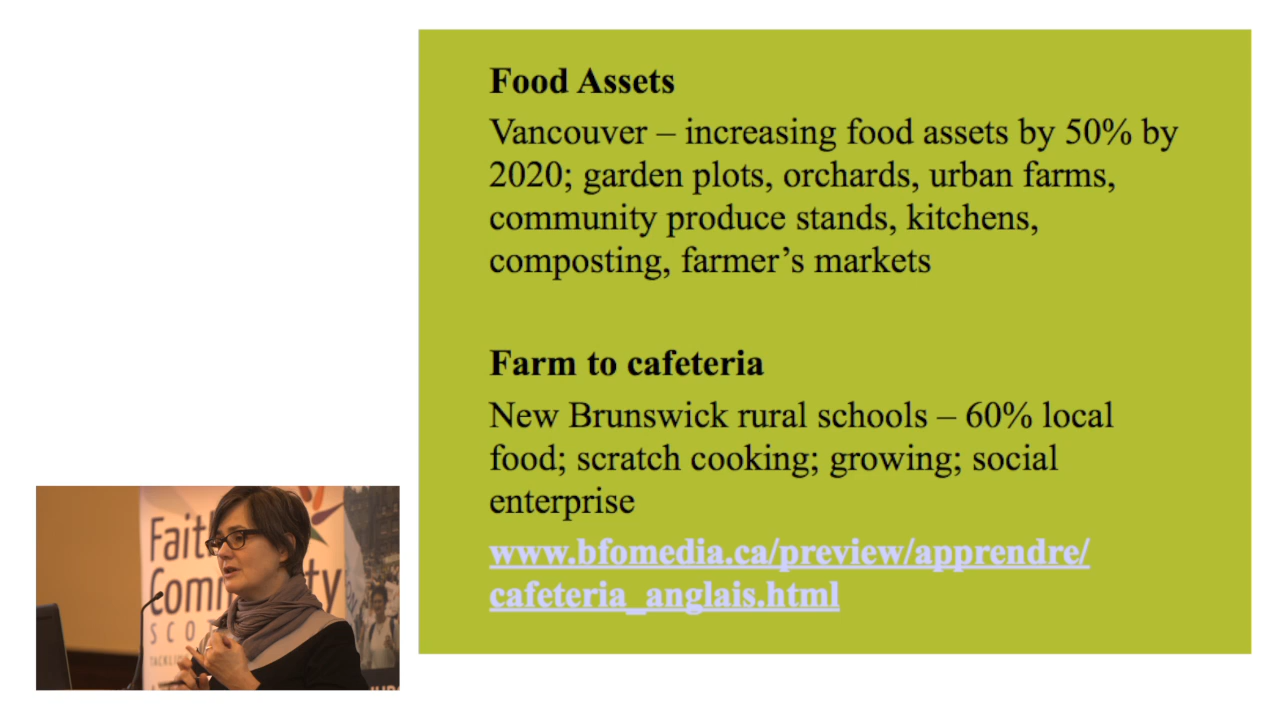 Food Assets
Vancouver – increasing food assets by 50% by
2020; garden plots, orchards, urban farms,
community produce stands, kitchens,
composting, farmer’s markets
Farm to cafeteria
New Brunswick rural schools – 60% local
food; scratch cooking; growing; social
enterprise
www.bfomedia.ca/preview/apprendre/
cafeteria_anglais.html